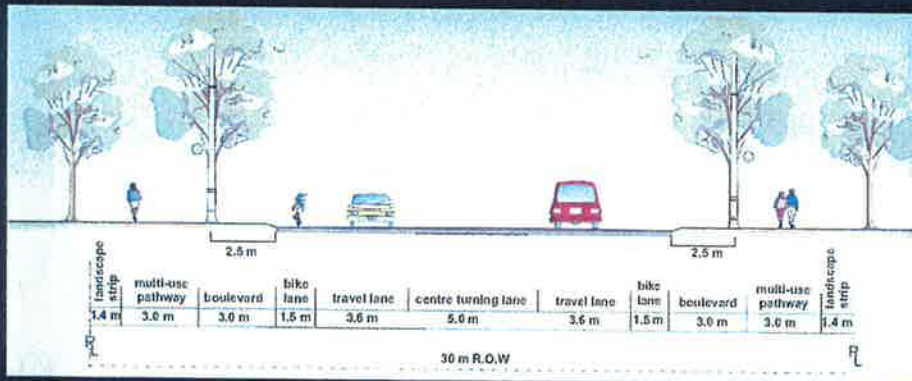 2.5 m 2.5 m
landscape strip
multi-use pathway
boulevard
bike lane
travel lane
centre turning lane
travel lane
bike lane
boulevard
multi-use pathway
landscape strip
1.4 m 3.0 m 3.0 m 1.5 m 3.6 m 5.0 m 3.6 m 1.5 m 3.0 m 3.0 m 1.4 m
PL PL
30 m R.O.W